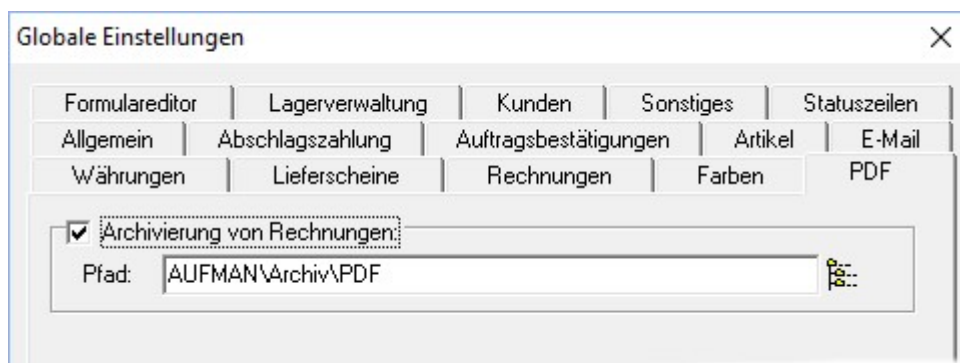 Globale Einstellungen
Formulareditor Lagerverwaltung Kunden Sonstiges Statuszeilen
Allgemein Abschlagszahlung Auftragsbestätigungen Artikel E-Mail
Währungen Lieferscheine Rechnungen Farben PDF
Archivierung von Rechnungen:
Pfad: AUFMAN\Archiv\PDF